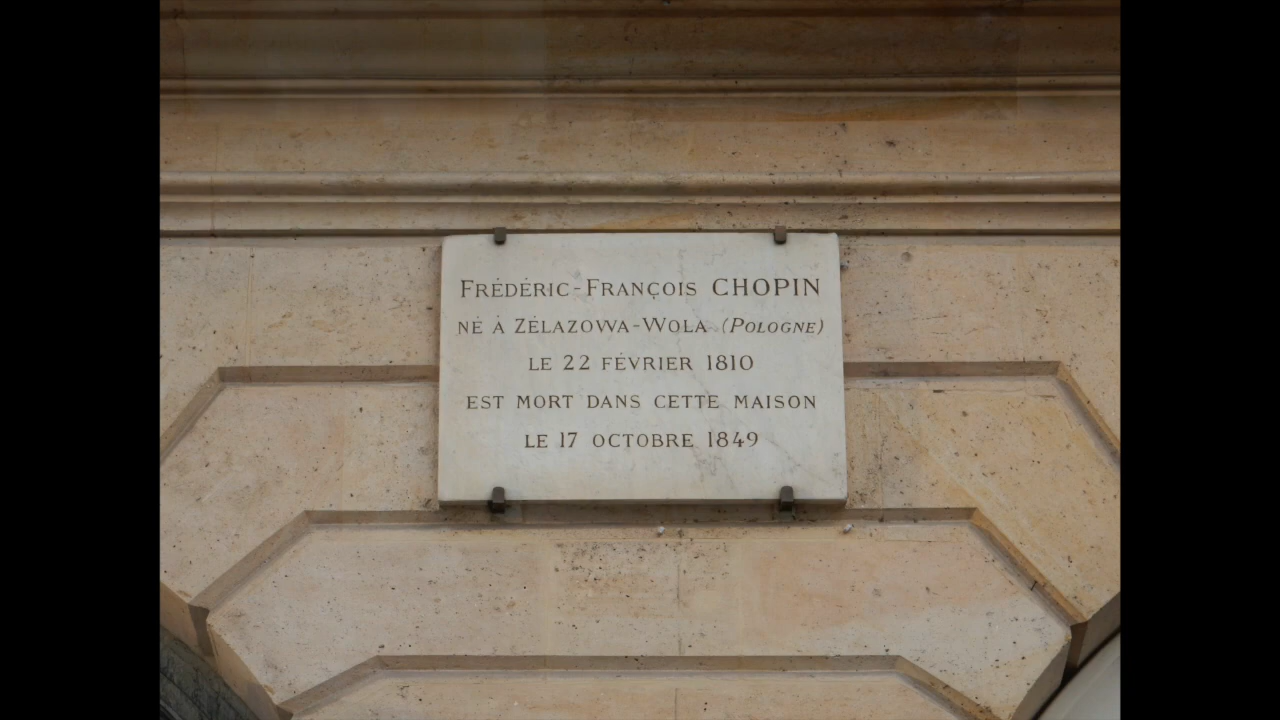 FRÉDÉRIC-FRANÇOIS CHOPIN
NÉ À ZÉLAZOWA-WOLA (POLOGNE)
LE 22 FÉVRIER 1810
EST MORT DANS CETTE MAISON
LE 17 OCTOBRE 1849